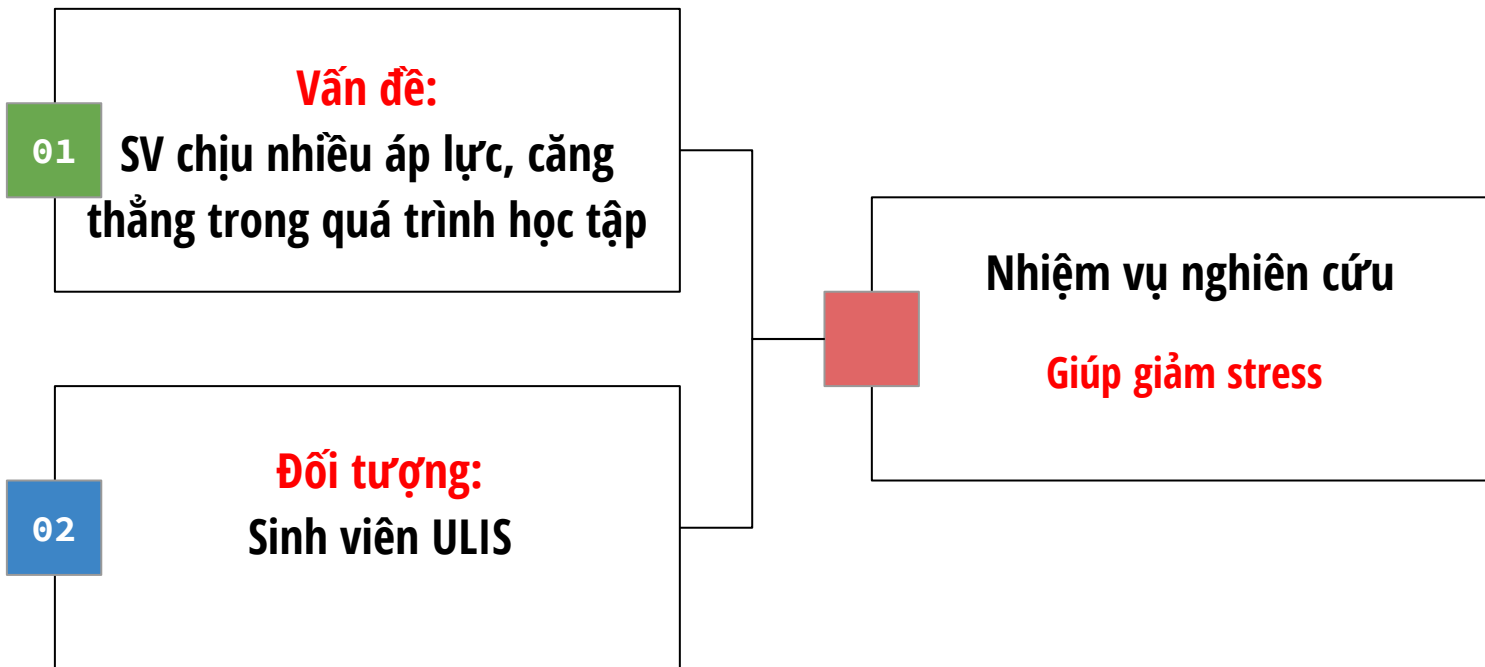 01
Vấn đề:
SV chịu nhiều áp lực, căng
thẳng trong quá trình học tập
02
Đối tượng:
Sinh viên ULIS
Nhiệm vụ nghiên cứu
Giúp giảm stress